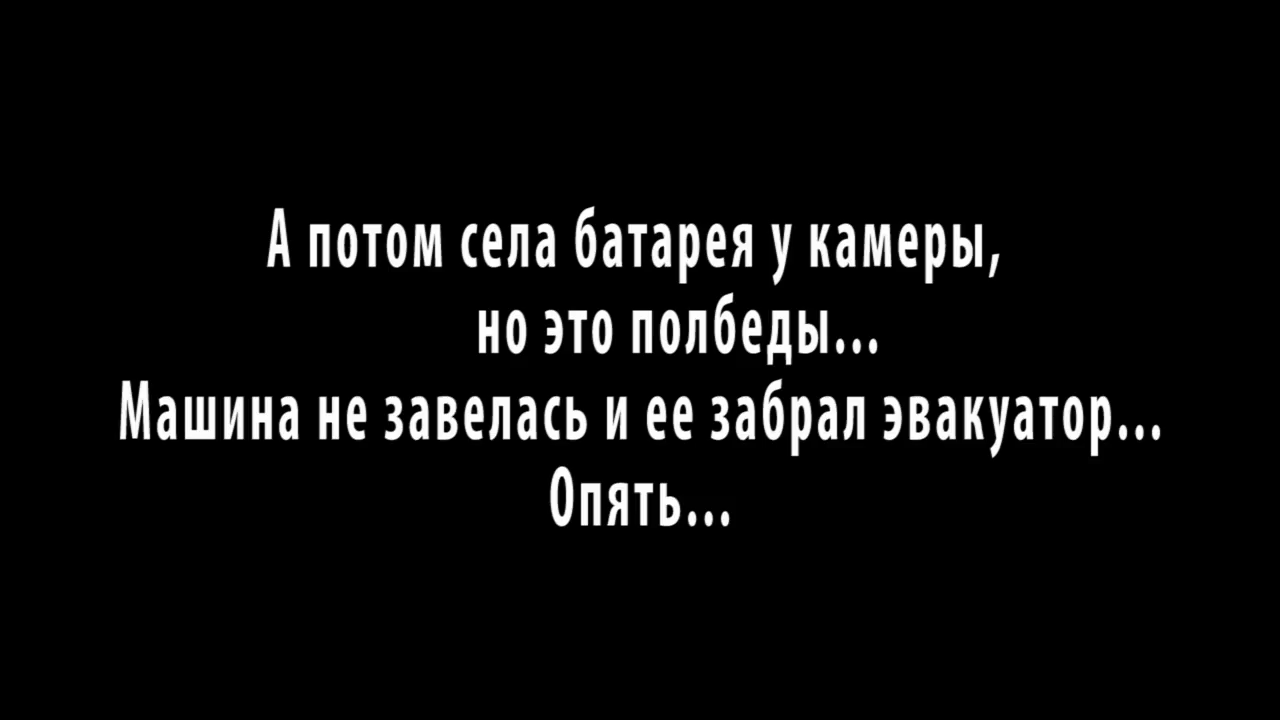 А потом села батарея у камеры,
но это полбеды...
Машина не завелась и ее забрал эвакуатор...
Опять...